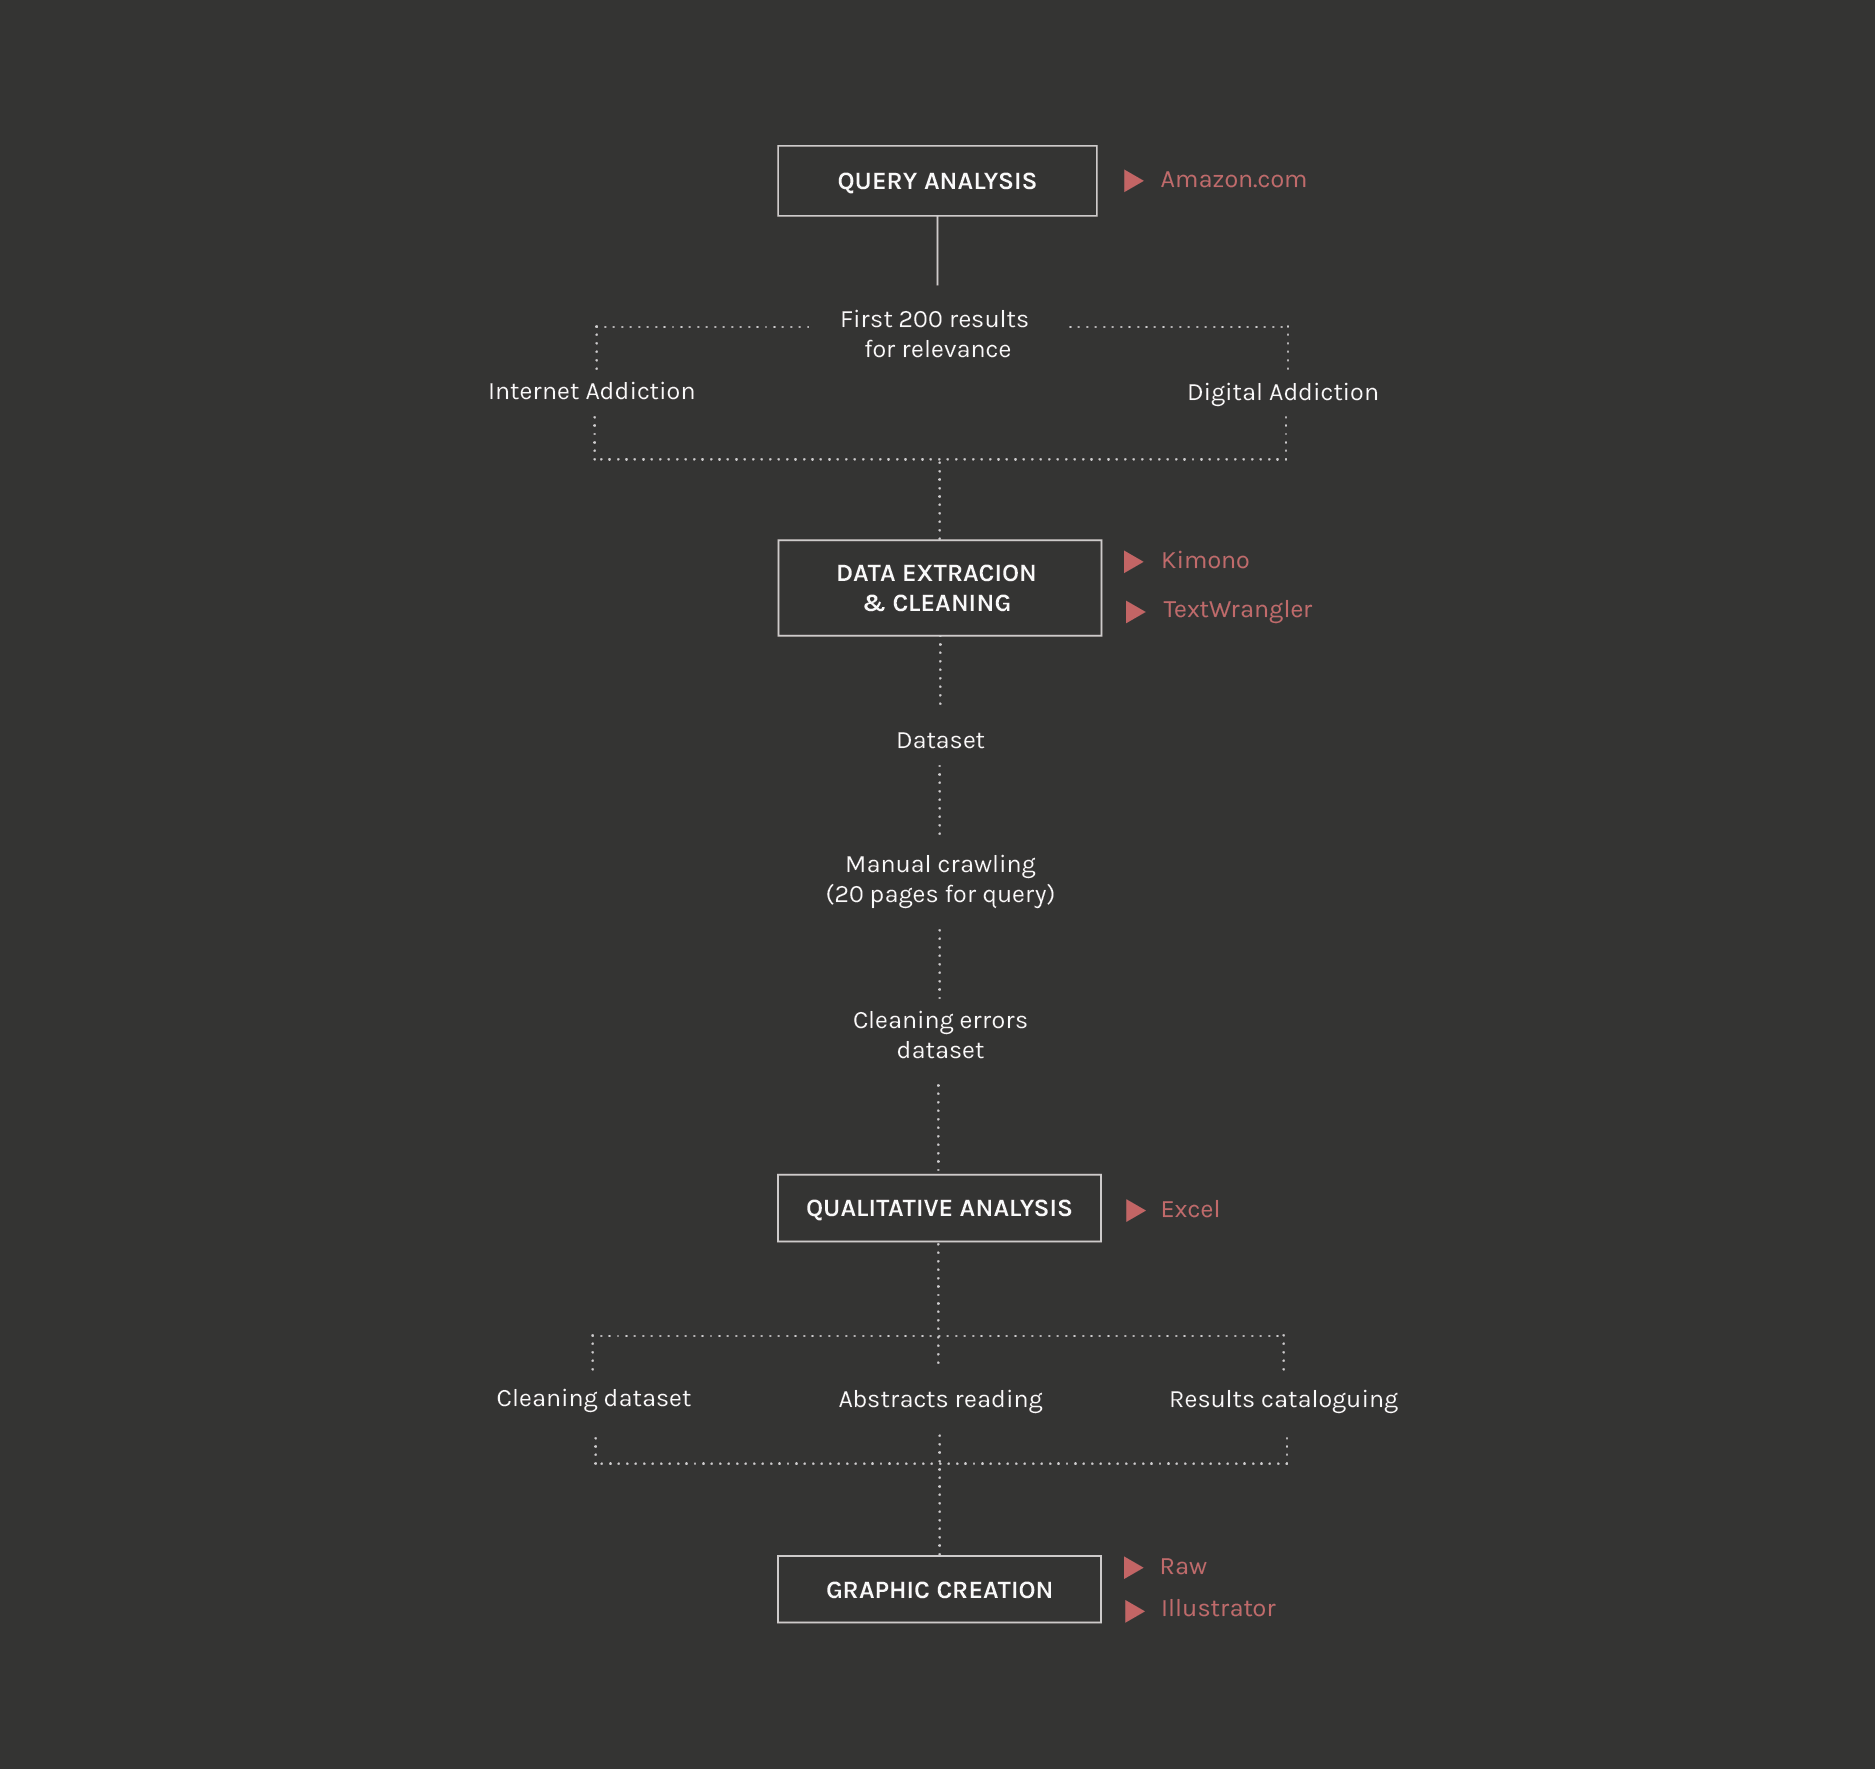 QUERY ANALYSIS
Amazon.com
First 200 results
for relevance
Internet Addiction
Digital Addiction
DATA EXTRACION
& CLEANING
Kimono
TextWrangler
Dataset
Manual crawling
(20 pages for query)
Cleaning errors
dataset
QUALITATIVE ANALYSIS
Excel
Cleaning dataset
Abstracts reading
Results cataloguing
GRAPHIC CREATION
Raw
Illustrator